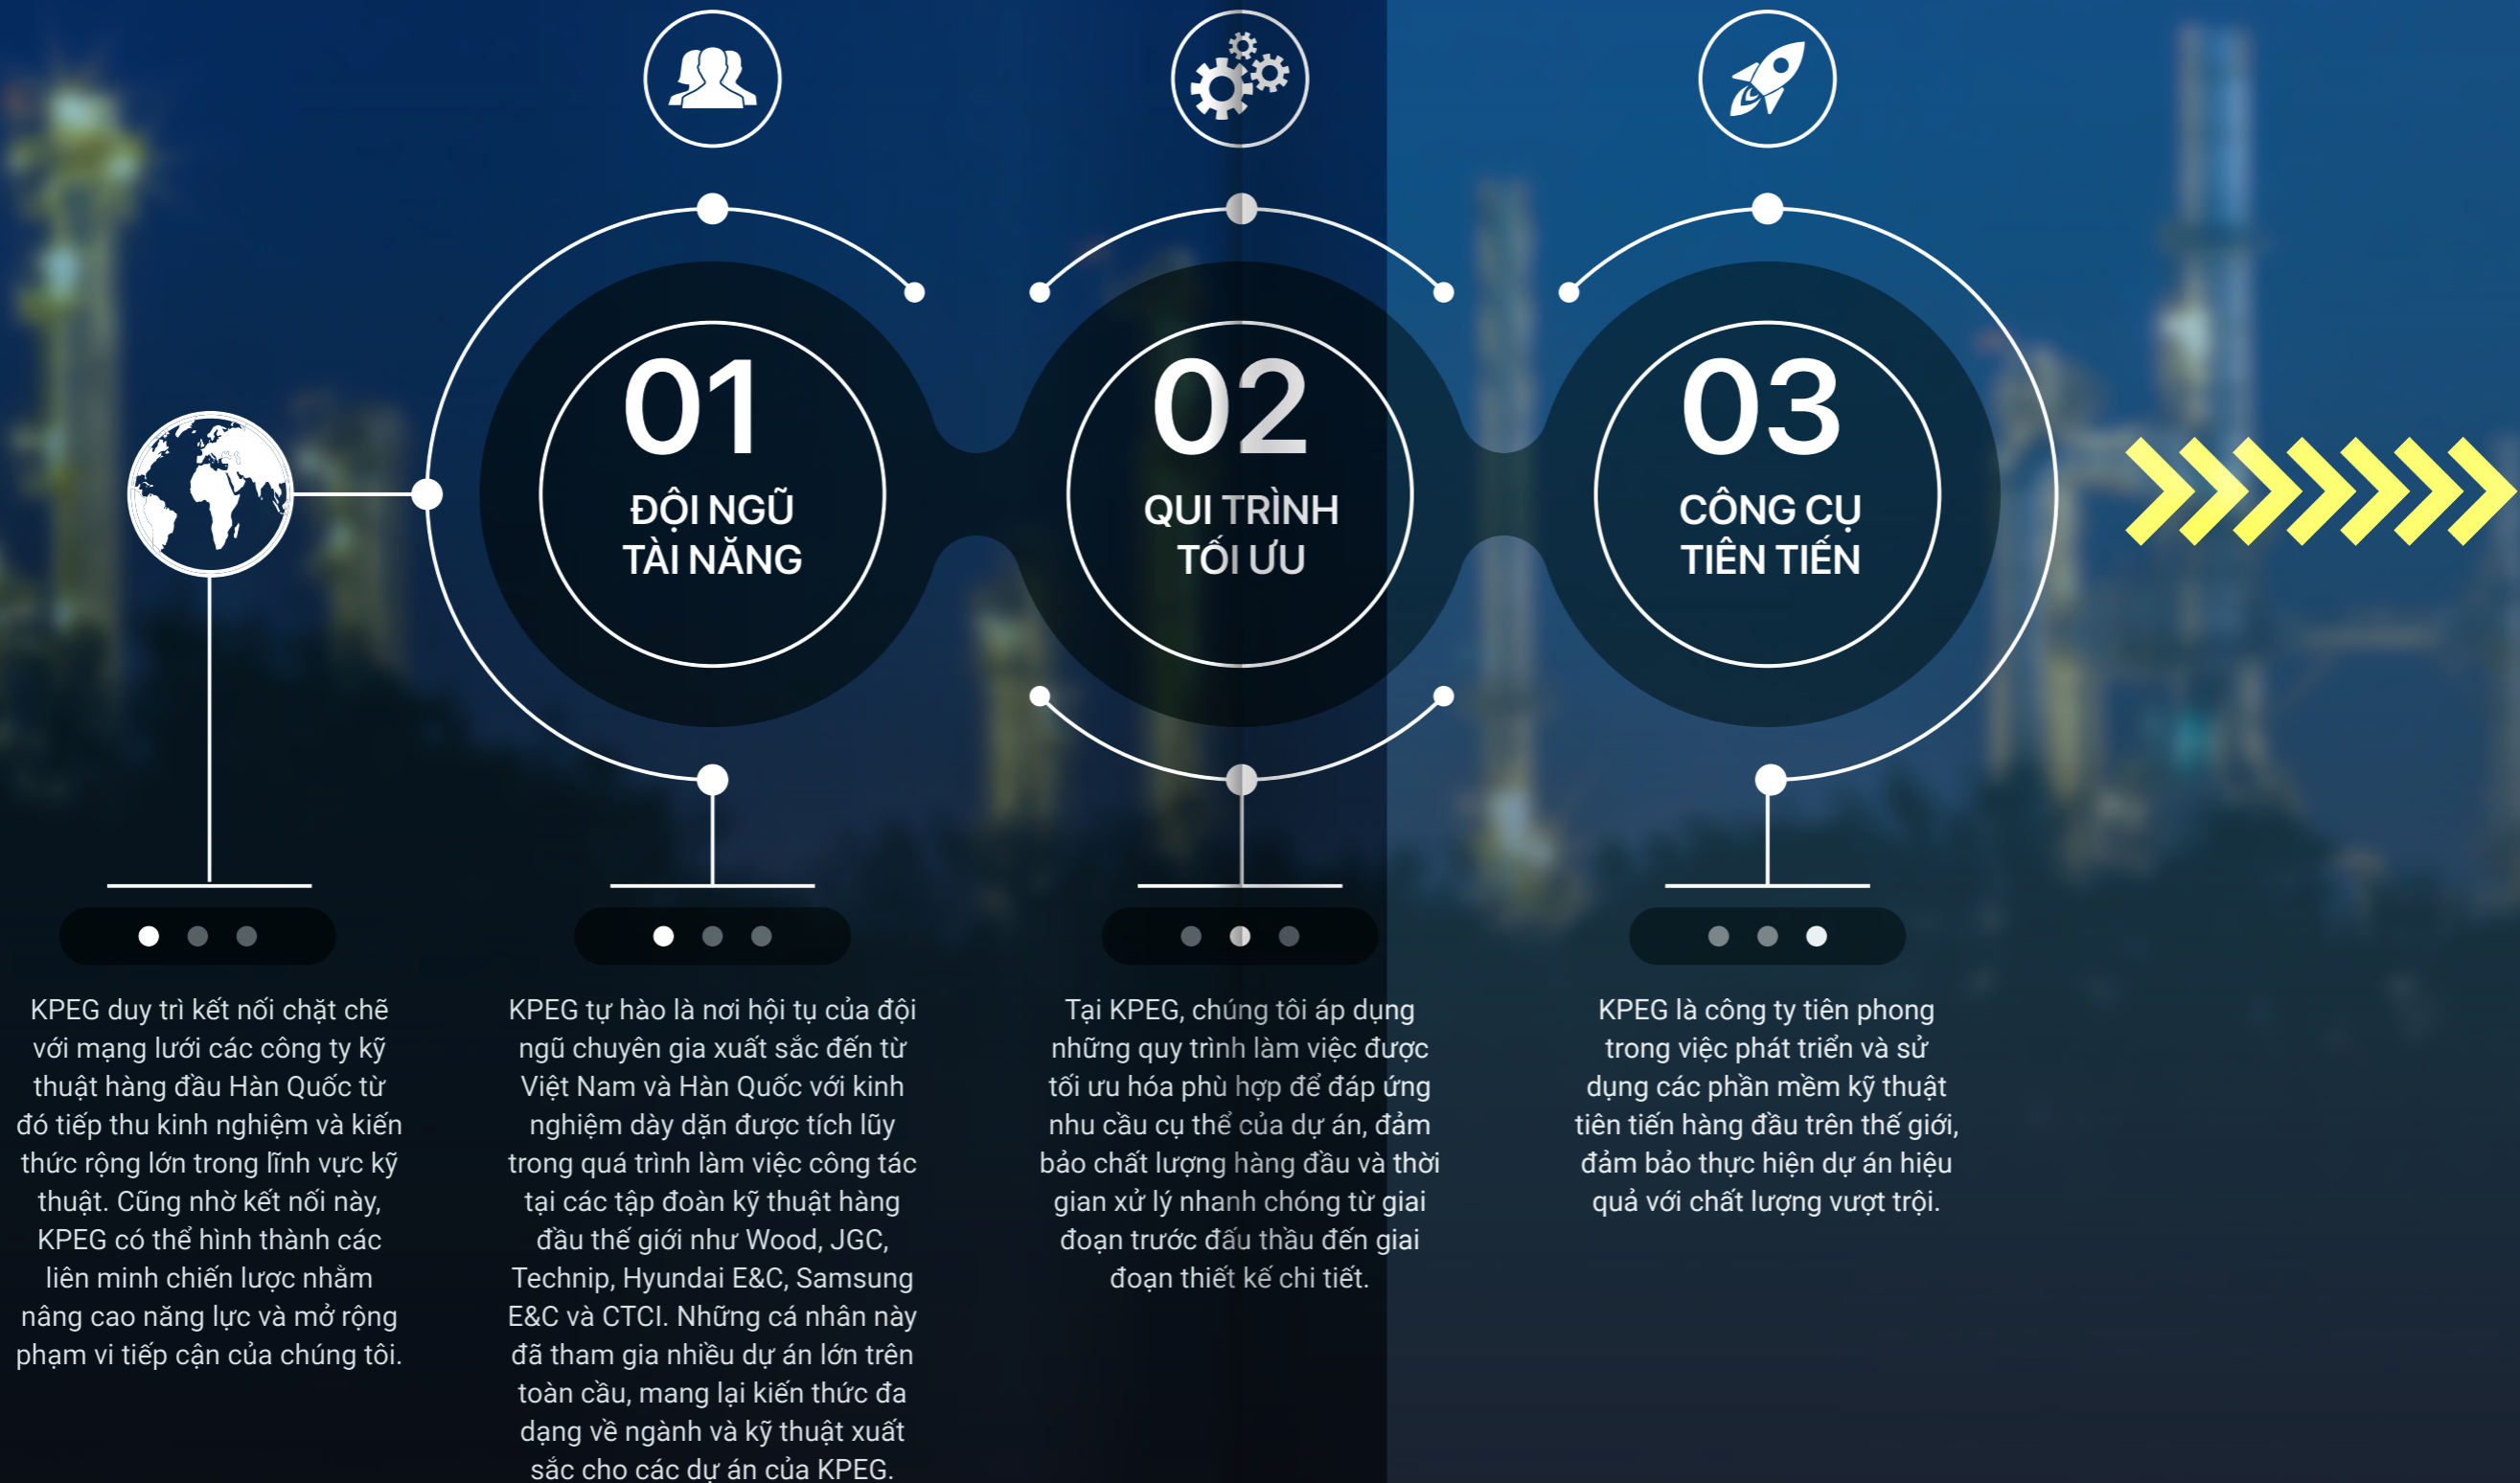 01
ĐỘI NGŨ
TÀI NĂNG
02
QUI TRÌNH
TỐI ƯU
03
CÔNG CỤ
TIÊN TIẾN
KPEG duy trì kết nối chặt chẽ
với mạng lưới các công ty kỹ
thuật hàng đầu Hàn Quốc từ
đó tiếp thu kinh nghiệm và kiến
thức rộng lớn trong lĩnh vực kỹ
thuật. Cũng nhờ kết nối này,
KPEG có thể hình thành các
liên minh chiến lược nhằm
nâng cao năng lực và mở rộng
phạm vi tiếp cận của chúng tôi.
KPEG tự hào là nơi hội tụ của đội
ngũ chuyên gia xuất sắc đến từ
Việt Nam và Hàn Quốc với kinh
nghiệm dày dặn được tích lũy
trong quá trình làm việc công tác
tại các tập đoàn kỹ thuật hàng
đầu thế giới như Wood, JGC,
Technip, Hyundai E&C, Samsung
E&C và CTCI. Những cá nhân này
đã tham gia nhiều dự án lớn trên
toàn cầu, mang lại kiến thức đa
dạng về ngành và kỹ thuật xuất
sắc cho các dự án của KPEG.
Tại KPEG, chúng tôi áp dụng
những quy trình làm việc được
tối ưu hóa phù hợp để đáp ứng
nhu cầu cụ thể của dự án, đảm
bảo chất lượng hàng đầu và thời
gian xử lý nhanh chóng từ giai
đoạn trước đấu thầu đến giai
đoạn thiết kế chi tiết.
KPEG là công ty tiên phong
trong việc phát triển và sử
dụng các phần mềm kỹ thuật
tiên tiến hàng đầu trên thế giới,
đảm bảo thực hiện dự án hiệu
quả với chất lượng vượt trội.